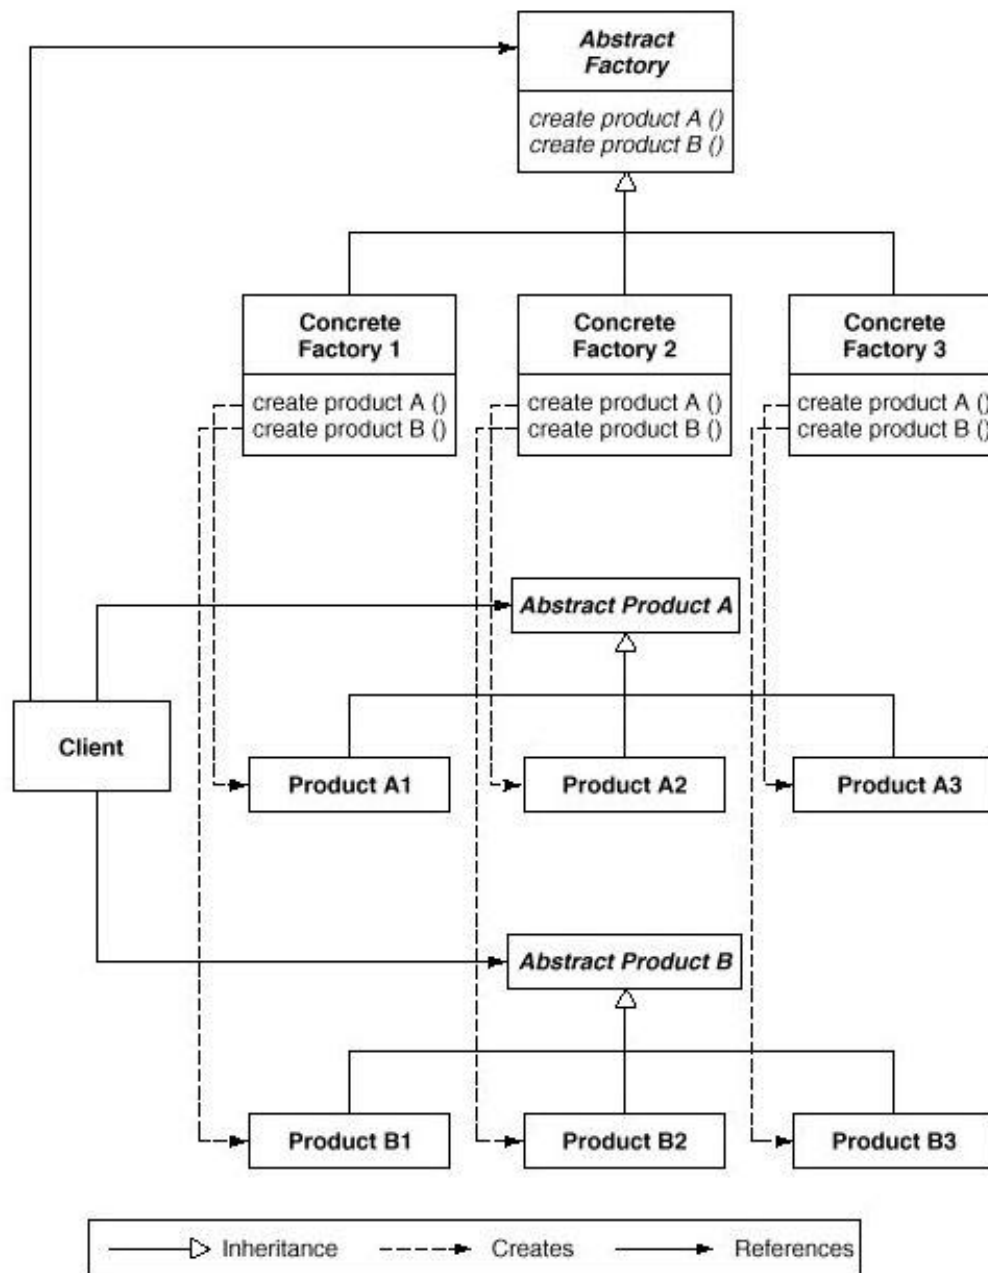 Abstract
Factory
create product A ()
create product B ()
Concrete
Factory 1
create product A ()
create product B ()
Concrete
Factory 2
create product A ()
create product B ()
Concrete
Factory 3
create product A ()
create product B ()
Abstract Product A
Client
Product A1
Product A2
Product A3
Abstract Product B
Product B1
Product B2
Product B3
Inheritance
Creates
References